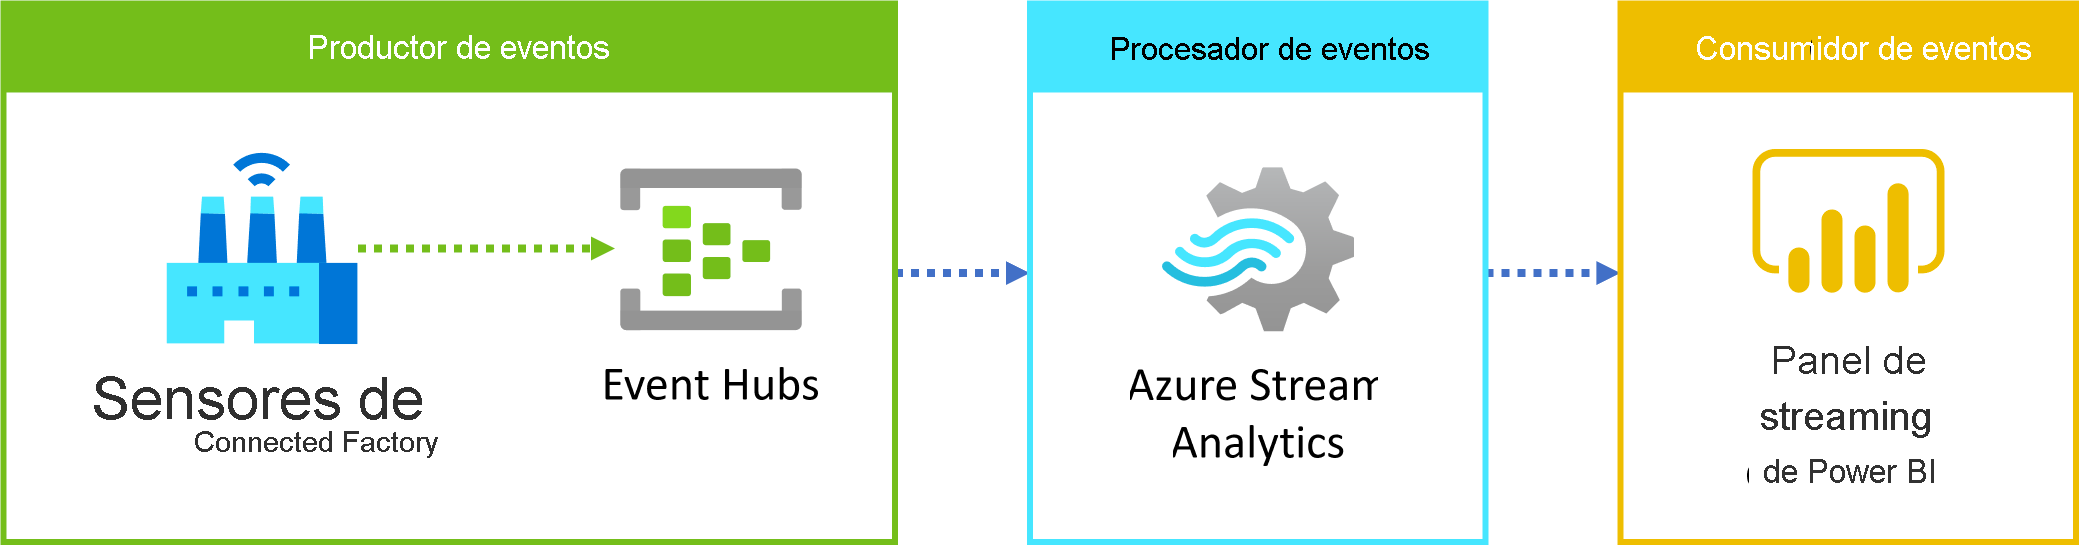 Productor de eventos
Sensores de
Connected Factory
Event Hubs
Procesador de eventos
Azure Stream
Analytics
Consumidor de eventos
Panel de
streaming
de Power BI